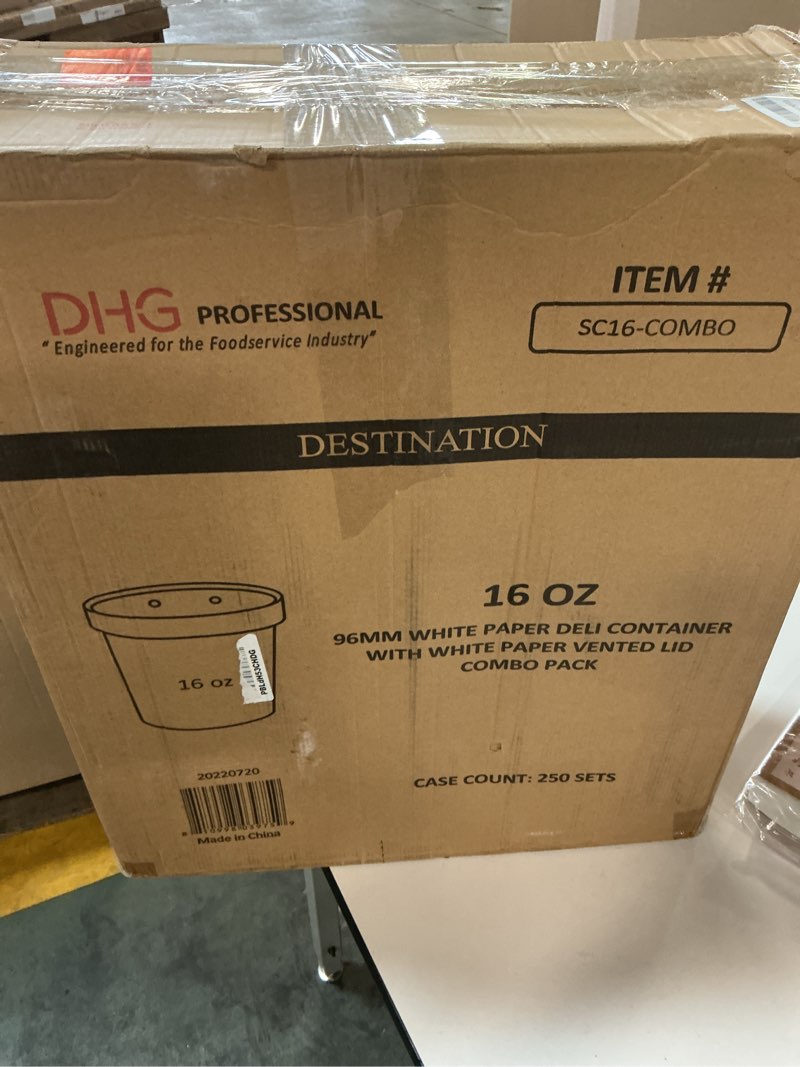 DHG PROFESSIONAL
"Engineered for the Foodservice Industry"
ITEM #
SC16-COMBO
DESTINATION
16 OZ
96MM WHITE PAPER DELI CONTAINER
WITH WHITE PAPER VENTED LID
COMBO PACK
16 oz
CASE COUNT: 250 SETS
20220720
Made in China